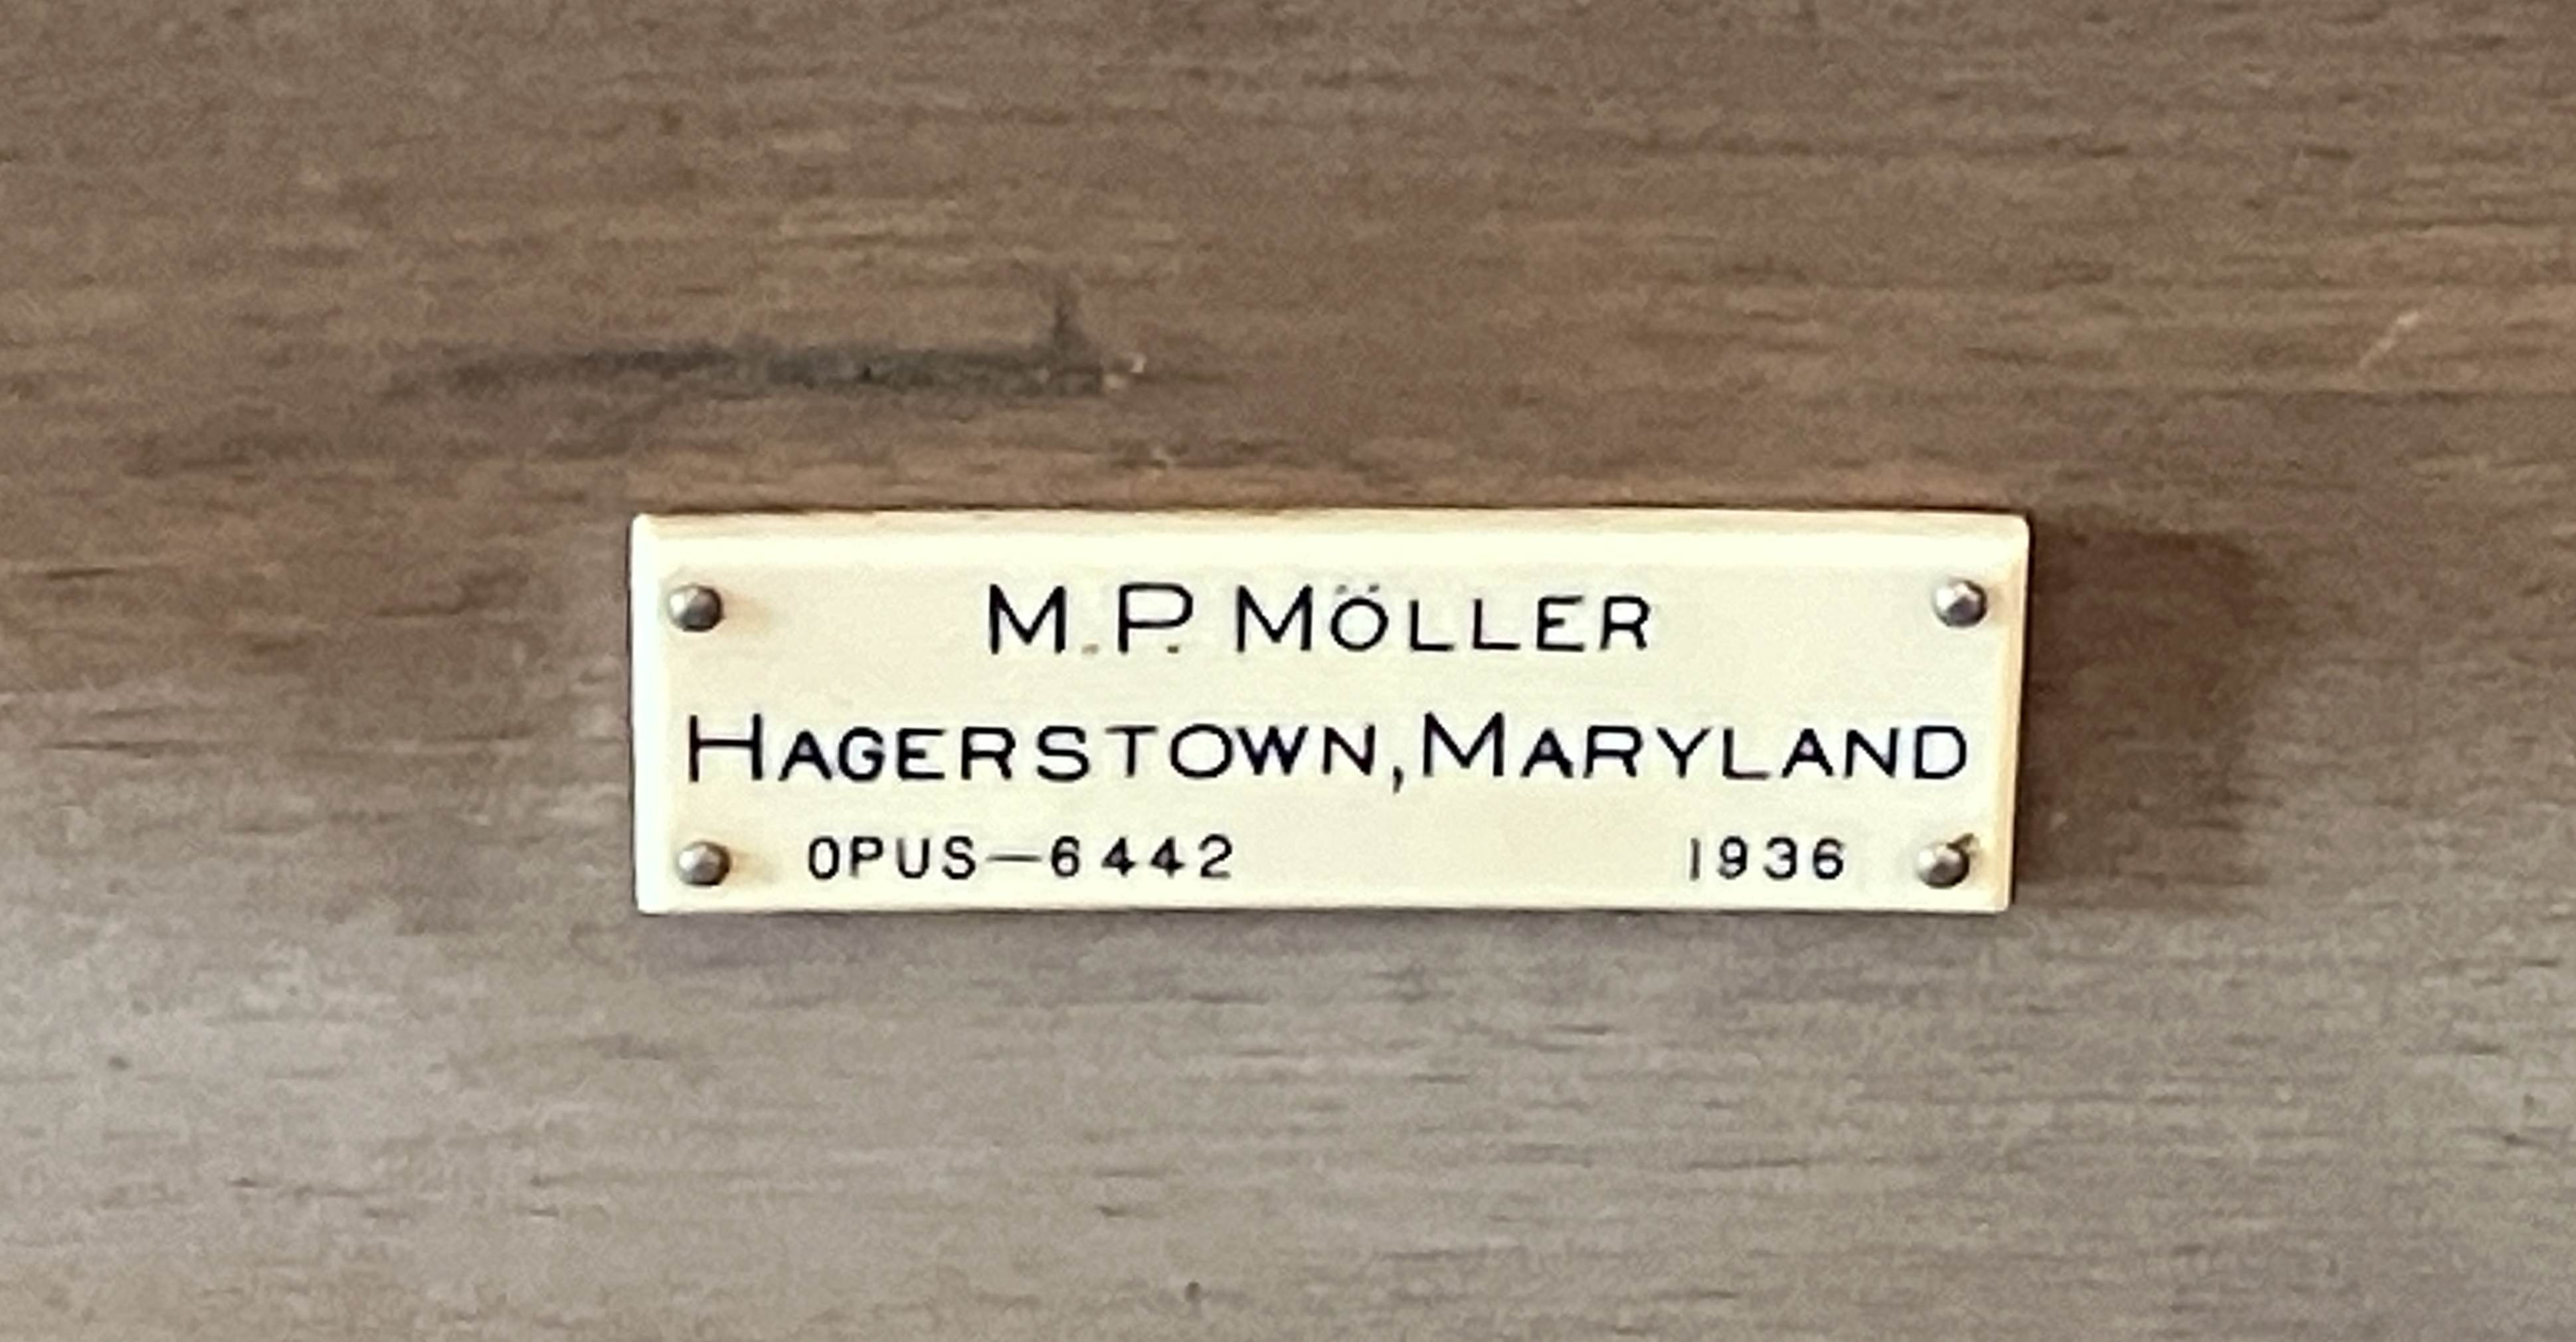 M.P. MÖLLER
HAGERSTOWN, MARYLAND
OPUS—6442 1936